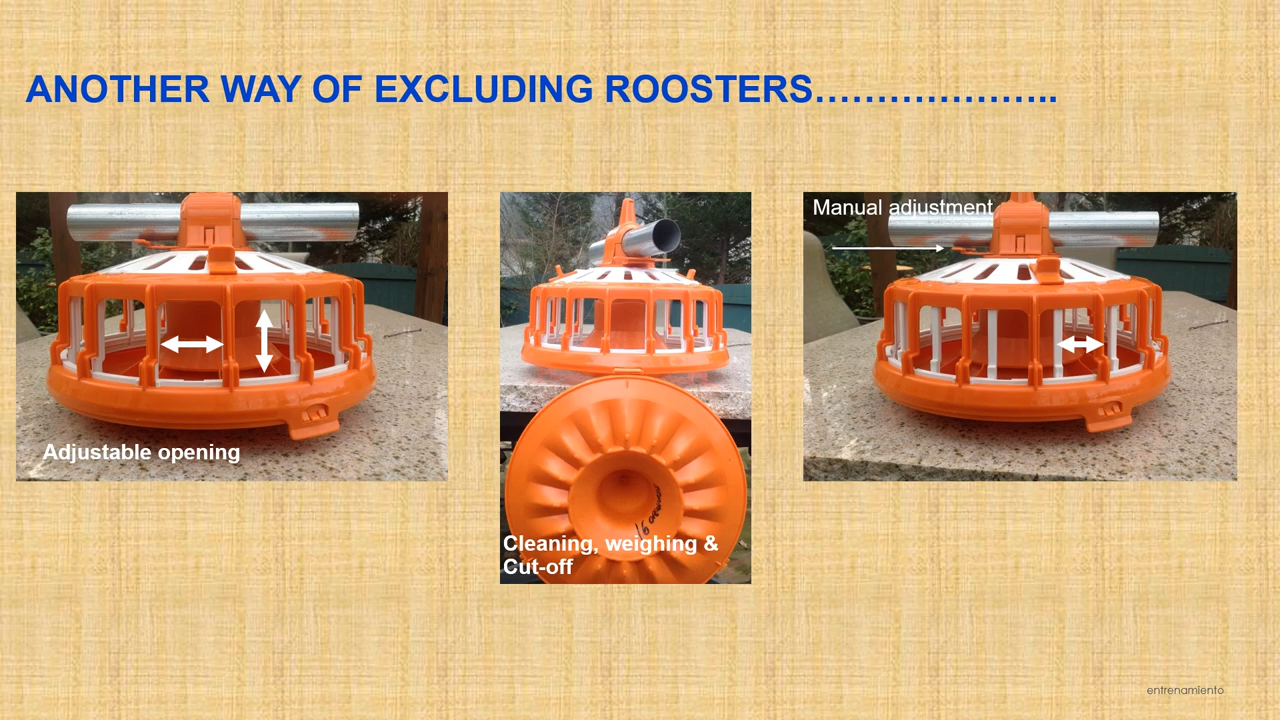 ANOTHER WAY OF EXCLUDING ROOSTERS………………..
Adjustable opening
Cleaning, weighing &
Cut-off
Manual adjustment
entrenamiento